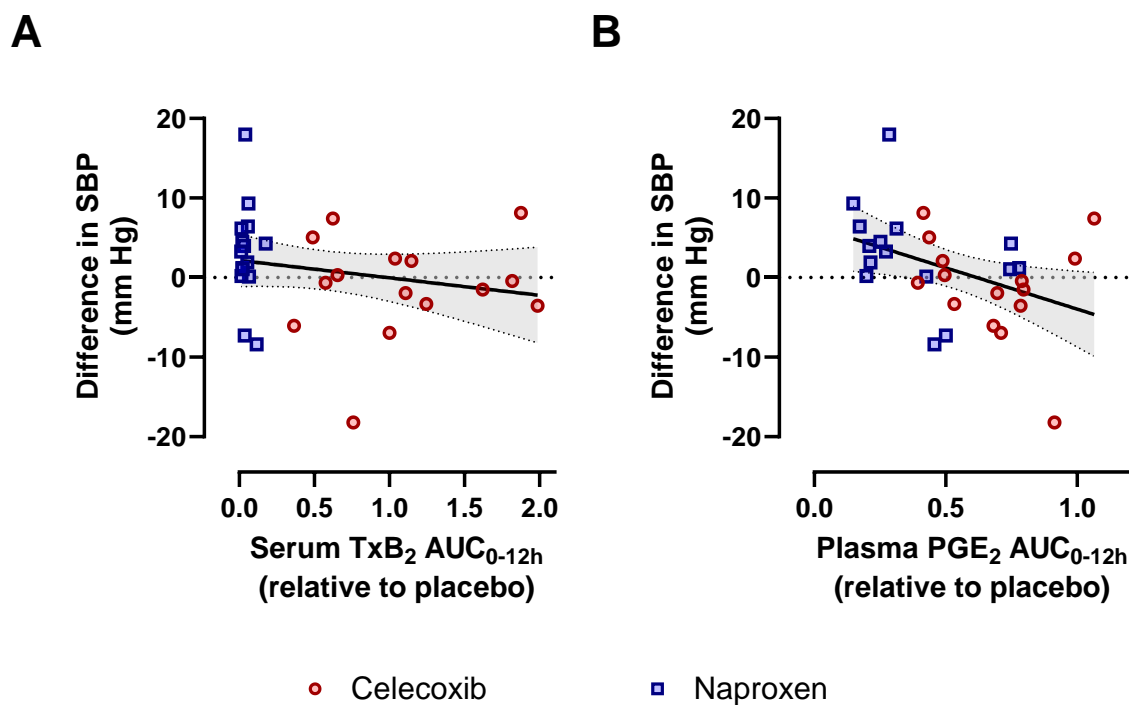 A
B
Difference in SBP
(mm Hg)
20
10
0
-10
-20
0.0 0.5 1.0 1.5 2.0
Serum TxB₂ AUC₀₋₁₂ₕ
(relative to placebo)
Difference in SBP
(mm Hg)
20
10
0
-10
-20
0.0 0.5 1.0
Plasma PGE₂ AUC₀₋₁₂ₕ
(relative to placebo)
Celecoxib
Naproxen